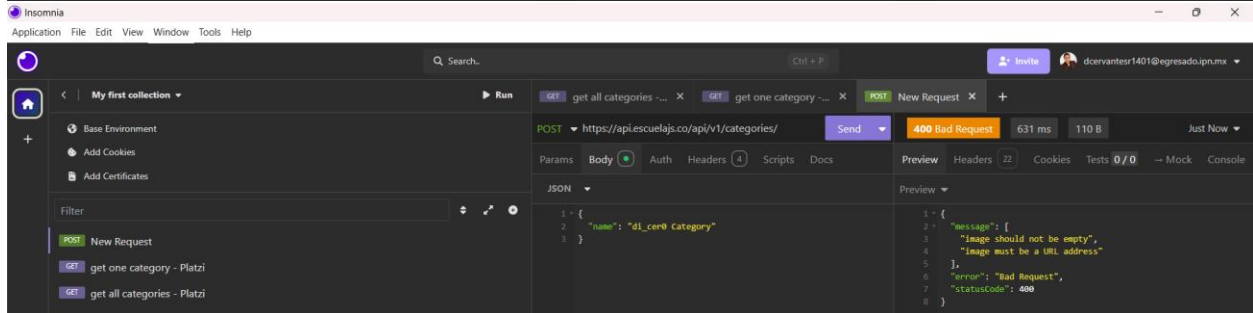 Insomnia
Application File Edit View Window Tools Help
Search.. Ctrl + P Invite dcervantesr1401@egresado.ipn.mx
My first collection Run
Base Environment
Add Cookies
Add Certificates
Filter
POST New Request
GET get one category - Platzi
GET get all categories - Platzi
GET get all categories -... GET get one category -... POST New Request
POST https://api.escuelajs.co/api/v1/categories/ Send
Params Body Auth Headers 4 Scripts Docs
JSON
1 {
2 "name": "di_cer0 Category"
3 }
400 Bad Request 631 ms 110 B Just Now
Preview Headers 22 Cookies Tests 0 / 0 → Mock Console
Preview
1 {
2 "message": [
3 "image should not be empty",
4 "image must be a URL address"
5 ],
6 "error": "Bad Request",
7 "statusCode": 400
8 }